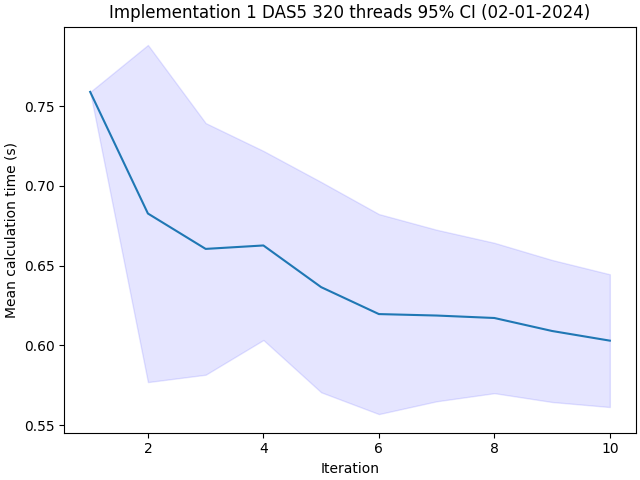 Implementation 1 DAS5 320 threads 95% CI (02-01-2024)
Mean calculation time (s)
0.75
0.70
0.65
0.60
0.55
2 4 6 8 10
Iteration